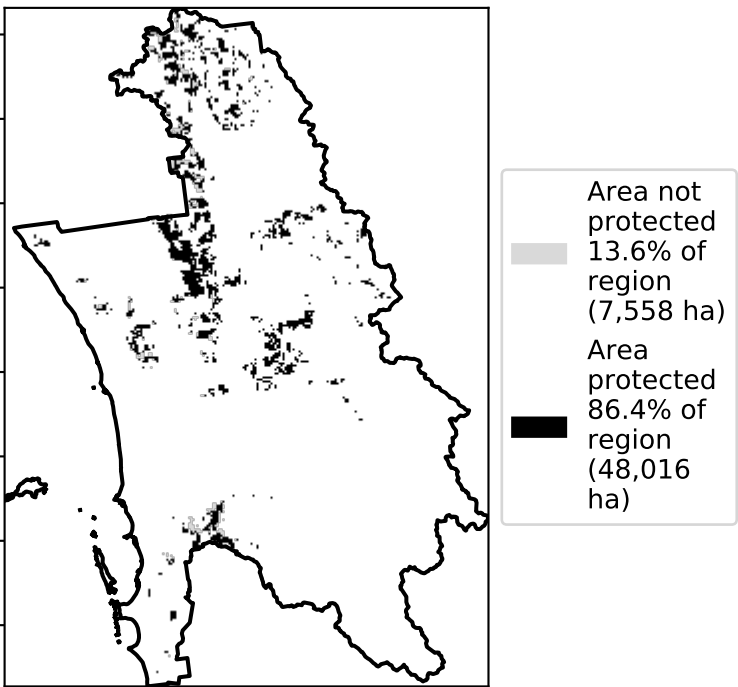 Area not
protected
13.6% of
region
(7,558 ha)
Area
protected
86.4% of
region
(48,016
ha)